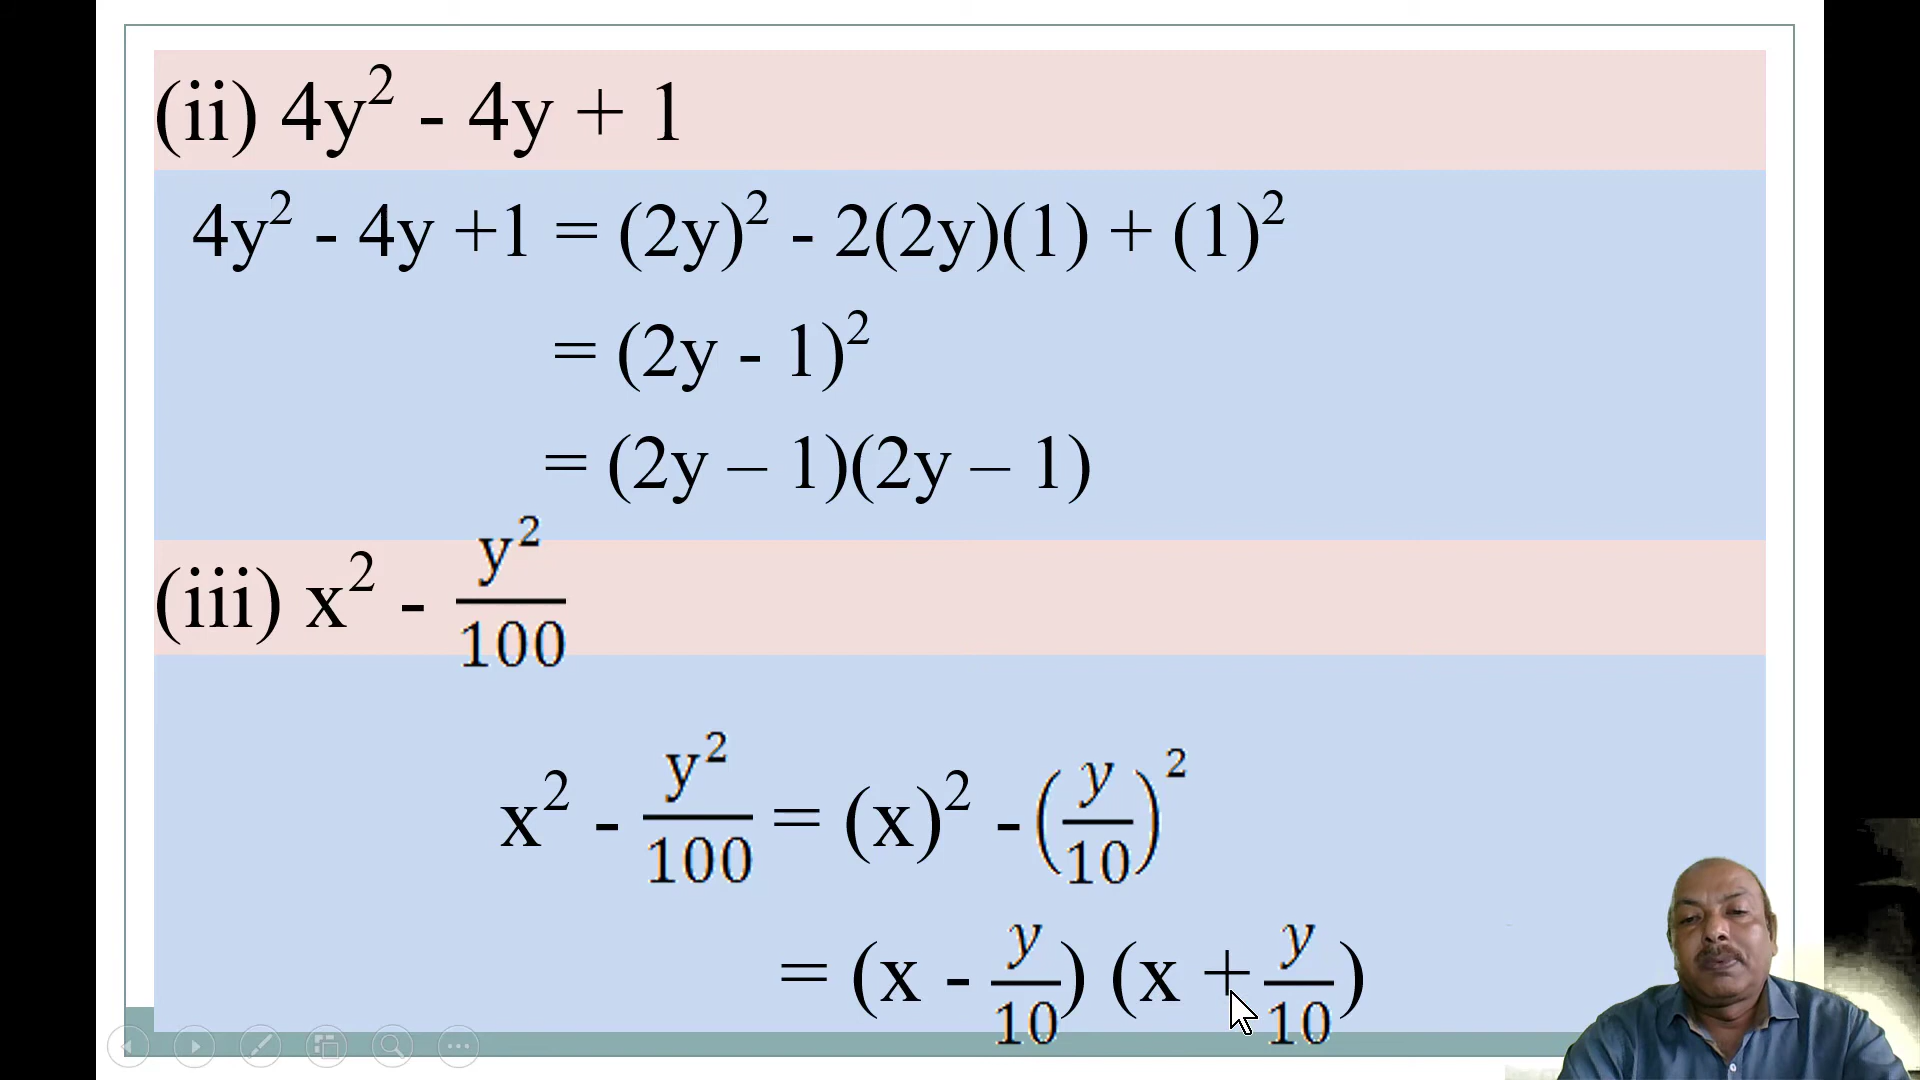 (ii) 4y² - 4y + 1
4y² - 4y +1 = (2y)² - 2(2y)(1) + (1)²
= (2y - 1)²
= (2y – 1)(2y – 1)
(iii) x² - y²/100
x² - y²/100 = (x)² - (y/10)²
= (x - y/10) (x + y/10)